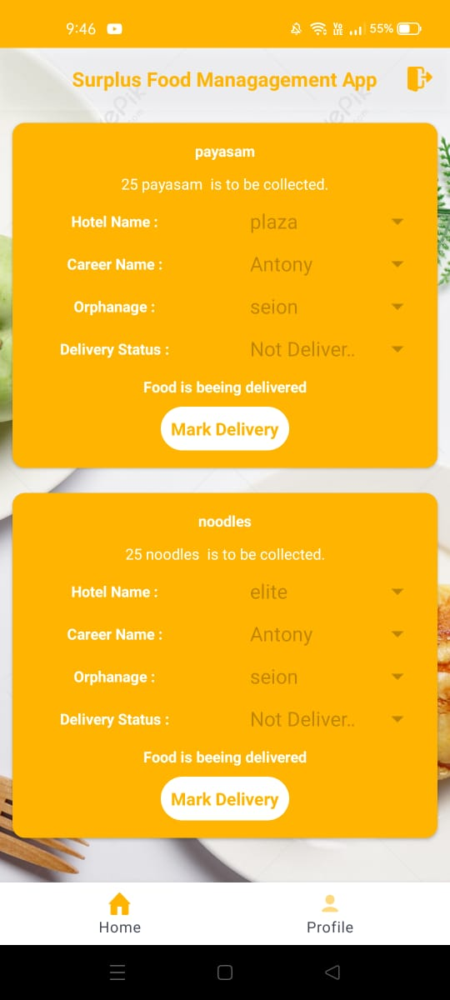 9:46
Vo
LTE
55%
Surplus Food Managagement App
payasam
25 payasam is to be collected.
Hotel Name : plaza
Career Name : Antony
Orphanage : seion
Delivery Status : Not Deliver..
Food is beeing delivered
Mark Delivery
noodles
25 noodles is to be collected.
Hotel Name : elite
Career Name : Antony
Orphanage : seion
Delivery Status : Not Deliver..
Food is beeing delivered
Mark Delivery
Home
Profile